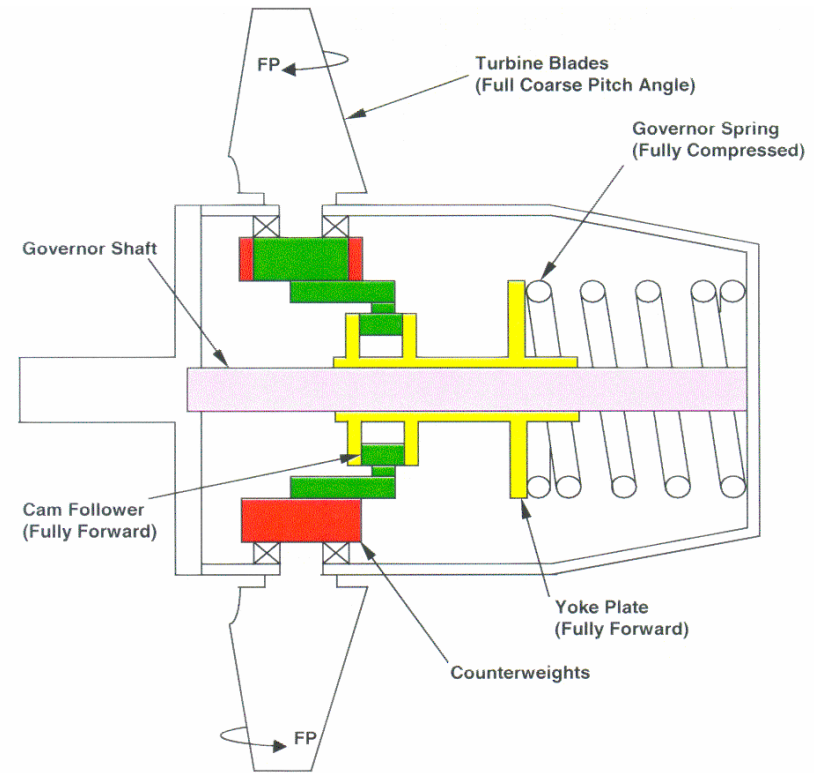 FP
Turbine Blades
(Full Coarse Pitch Angle)
Governor Spring
(Fully Compressed)
Governor Shaft
Cam Follower
(Fully Forward)
Yoke Plate
(Fully Forward)
Counterweights
FP